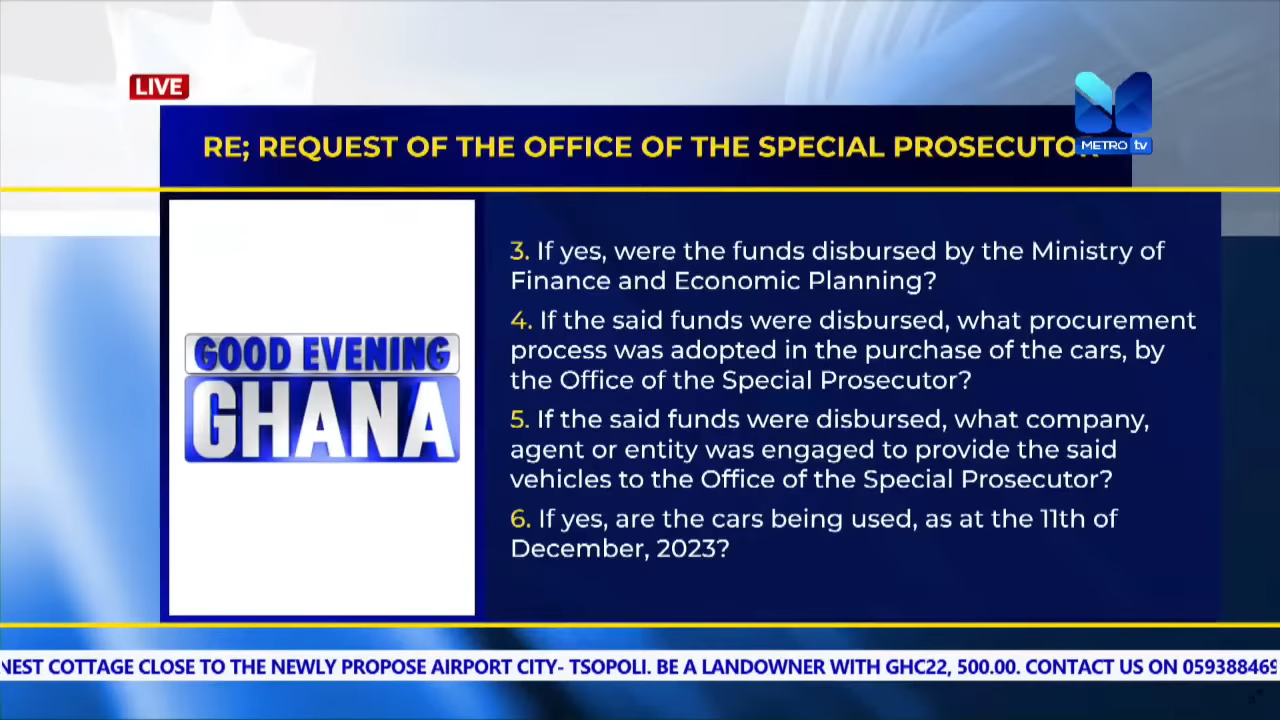 LIVE
RE; REQUEST OF THE OFFICE OF THE SPECIAL PROSECUTOR
METRO tv
3. If yes, were the funds disbursed by the Ministry of
Finance and Economic Planning?
4. If the said funds were disbursed, what procurement
process was adopted in the purchase of the cars, by
the Office of the Special Prosecutor?
5. If the said funds were disbursed, what company,
agent or entity was engaged to provide the said
vehicles to the Office of the Special Prosecutor?
6. If yes, are the cars being used, as at the 11th of
December, 2023?
GOOD EVENING
GHANA
NEST COTTAGE CLOSE TO THE NEWLY PROPOSE AIRPORT CITY- TSOPOLI. BE A LANDOWNER WITH GHC22, 500.00. CONTACT US ON 059388469